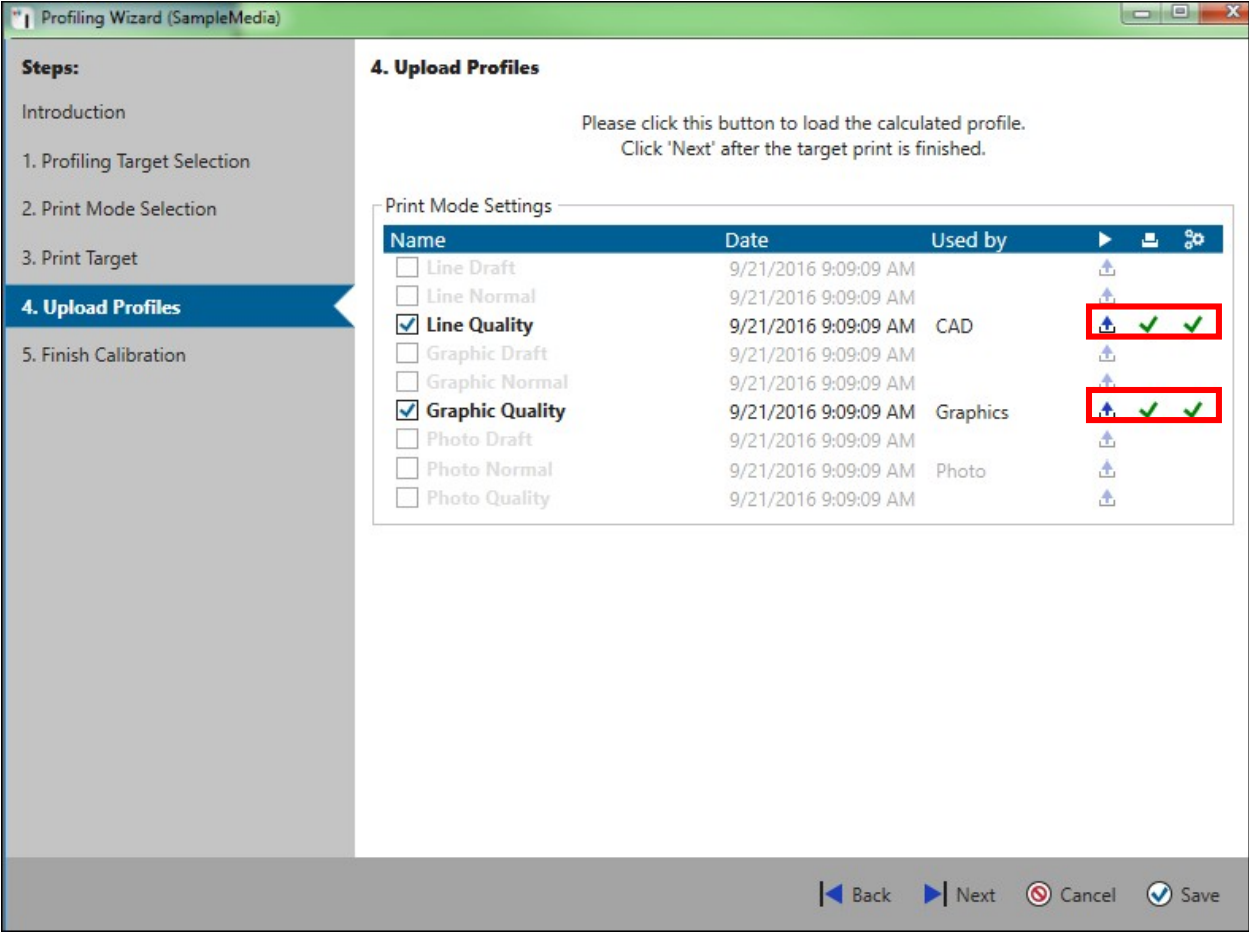 Profiling Wizard (SampleMedia)
Steps:
Introduction
1. Profiling Target Selection
2. Print Mode Selection
3. Print Target
4. Upload Profiles
5. Finish Calibration
4. Upload Profiles
Please click this button to load the calculated profile.
Click 'Next' after the target print is finished.
Print Mode Settings
Name Date Used by
Line Draft 9/21/2016 9:09:09 AM
Line Normal 9/21/2016 9:09:09 AM
Line Quality 9/21/2016 9:09:09 AM CAD
Graphic Draft 9/21/2016 9:09:09 AM
Graphic Normal 9/21/2016 9:09:09 AM
Graphic Quality 9/21/2016 9:09:09 AM Graphics
Photo Draft 9/21/2016 9:09:09 AM
Photo Normal 9/21/2016 9:09:09 AM Photo
Photo Quality 9/21/2016 9:09:09 AM
Back Next Cancel Save